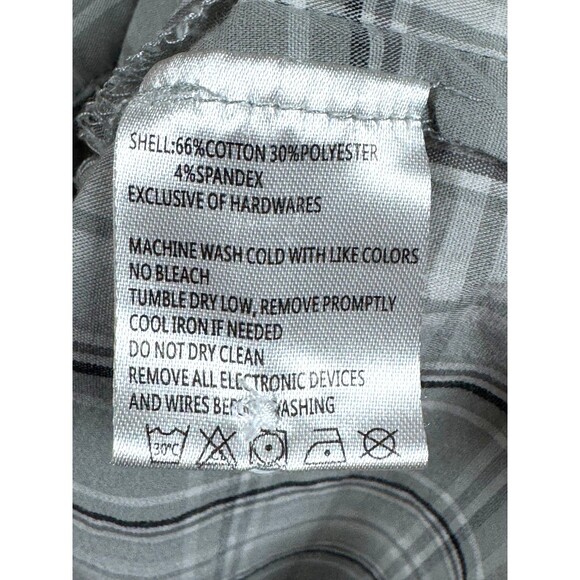 SHELL:66%COTTON 30%POLYESTER
4%SPANDEX
EXCLUSIVE OF HARDWARES
MACHINE WASH COLD WITH LIKE COLORS
NO BLEACH
TUMBLE DRY LOW, REMOVE PROMPTLY
COOL IRON IF NEEDED
DO NOT DRY CLEAN
REMOVE ALL ELECTRONIC DEVICES
AND WIRES BEFORE WASHING
30°C